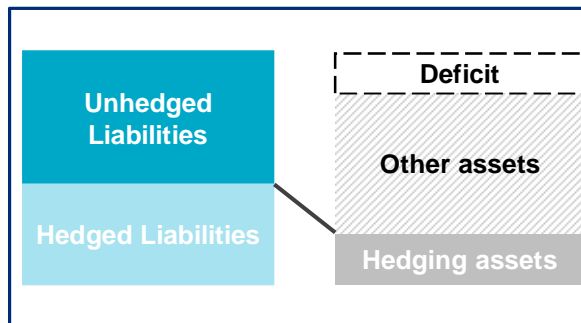 Unhedged
Liabilities
Hedged Liabilities
Deficit
Other assets
Hedging assets